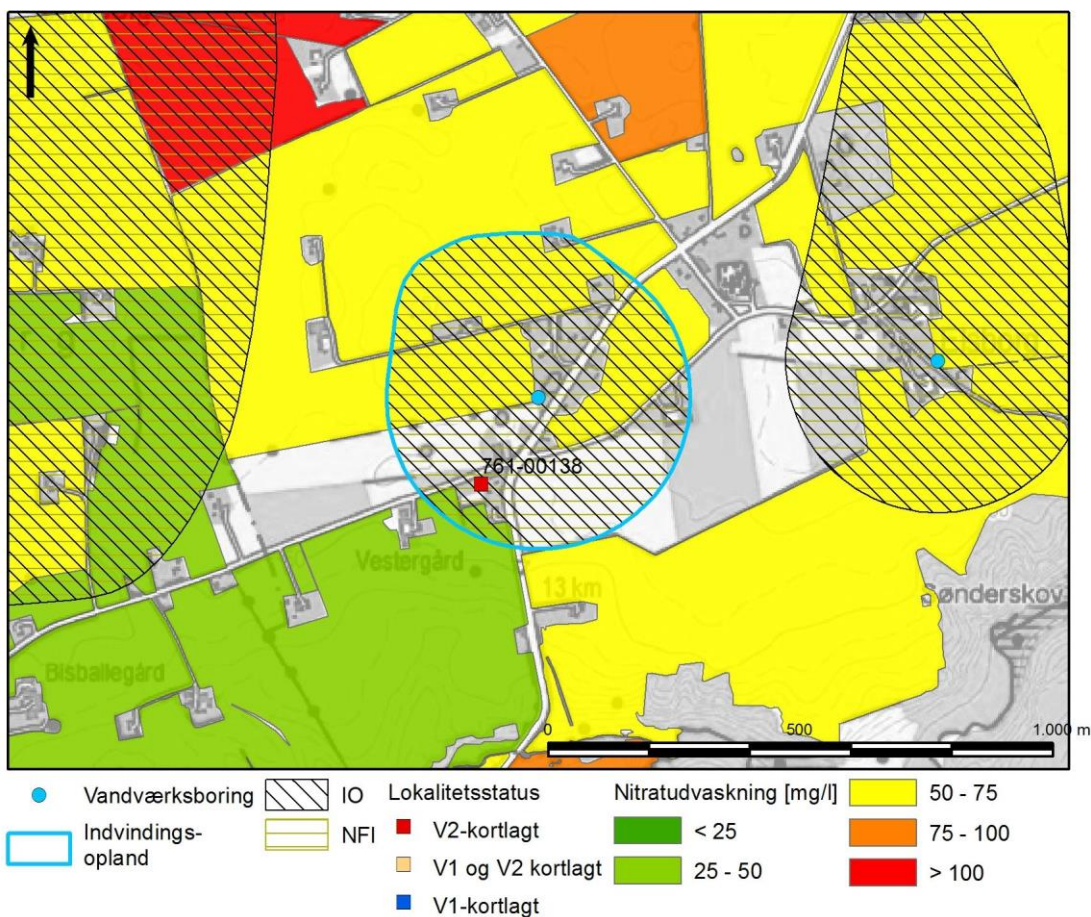 761-00138
Vestergård
13 km
Sønderskov
Bisballegård
0 500 1.000 m
Vandværksboring
Indvindings-
opland
IO
NFI
Lokalitetsstatus
V2-kortlagt
V1 og V2 kortlagt
V1-kortlagt
Nitratudvaskning [mg/l]
< 25
25 - 50
50 - 75
75 - 100
> 100